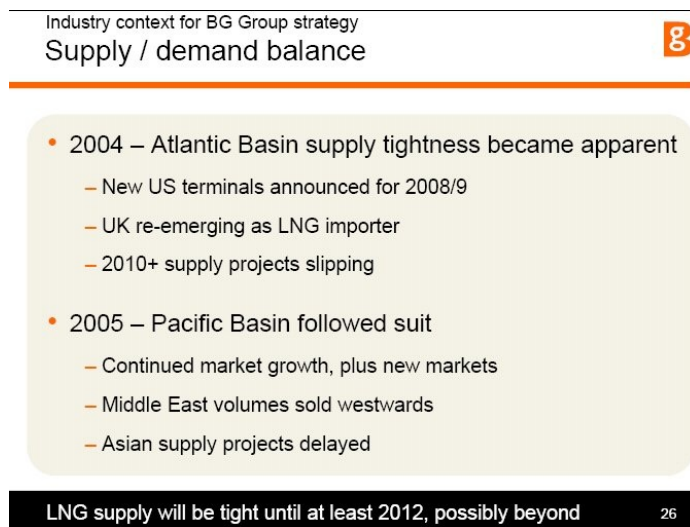 Industry context for BG Group strategy
Supply / demand balance
g
• 2004 – Atlantic Basin supply tightness became apparent
– New US terminals announced for 2008/9
– UK re-emerging as LNG importer
– 2010+ supply projects slipping
• 2005 – Pacific Basin followed suit
– Continued market growth, plus new markets
– Middle East volumes sold westwards
– Asian supply projects delayed
LNG supply will be tight until at least 2012, possibly beyond 26